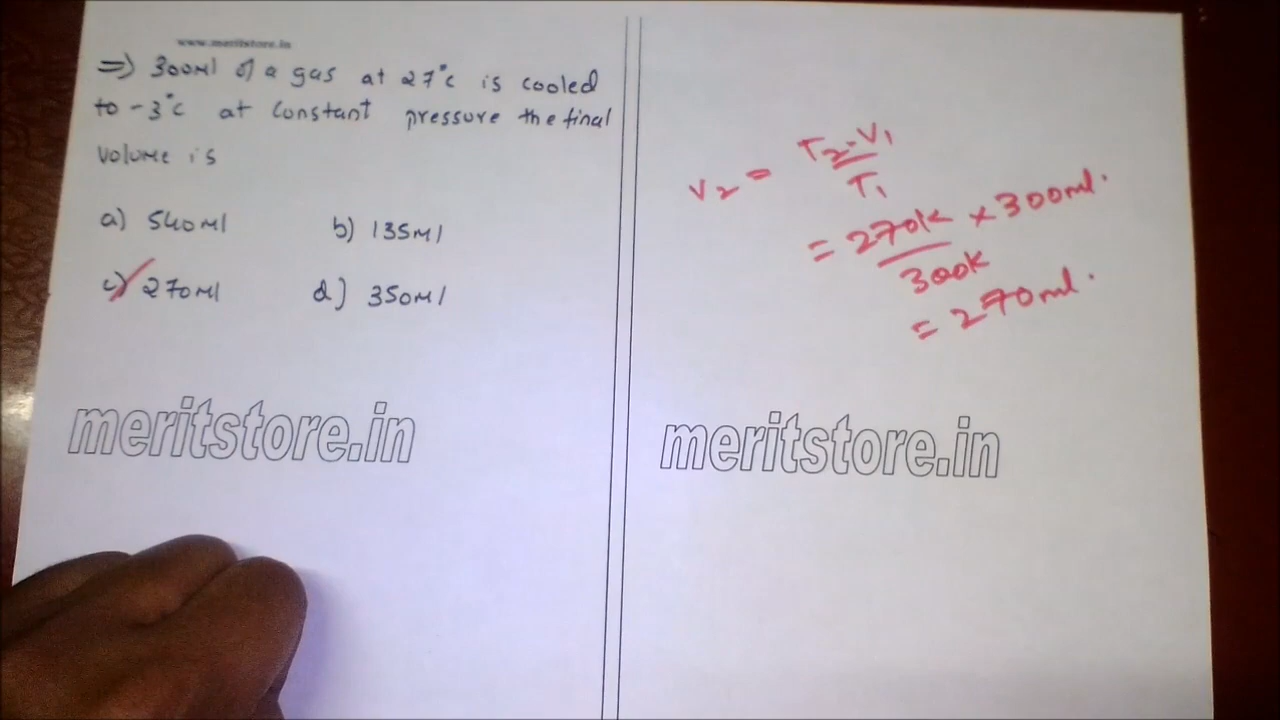 www.meritstore.in
=> 300ml of a gas at 27°c is cooled
to -3°c at constant pressure the final
volume is
a) 540ml b) 135ml
c) 270ml d) 350ml
meritstore.in
V2 = T2·V1
T1
= 270K × 300ml.
300K
= 270ml.
meritstore.in